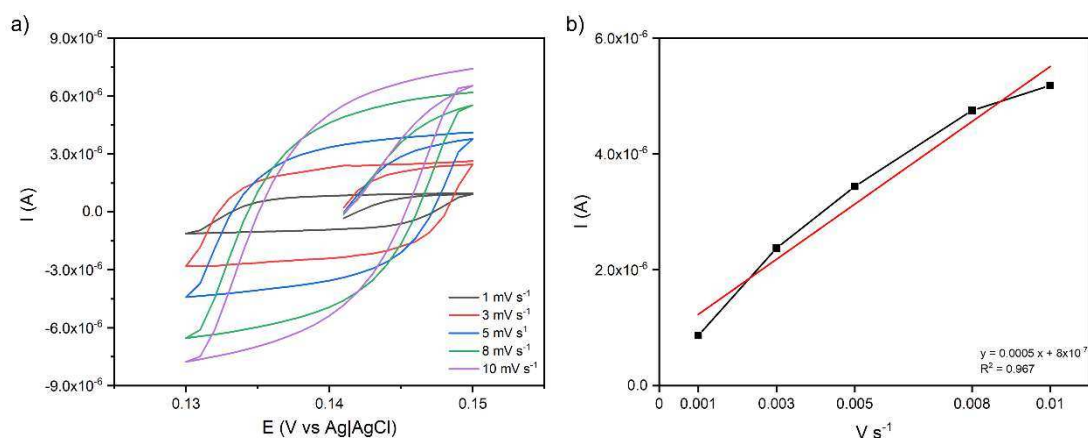 a)
9.0x10⁻⁶
6.0x10⁻⁶
3.0x10⁻⁶
0.0
-3.0x10⁻⁶
-6.0x10⁻⁶
-9.0x10⁻⁶
I (A)
0.13
0.14
0.15
E (V vs Ag|AgCl)
1 mV s⁻¹
3 mV s⁻¹
5 mV s¹
8 mV s⁻¹
10 mV s⁻¹
b)
6.0x10⁻⁶
4.0x10⁻⁶
2.0x10⁻⁶
0.0
I (A)
0
0.001
0.003
0.005
0.008
0.01
V s⁻¹
y = 0.0005 x + 8x10⁷
R² = 0.967